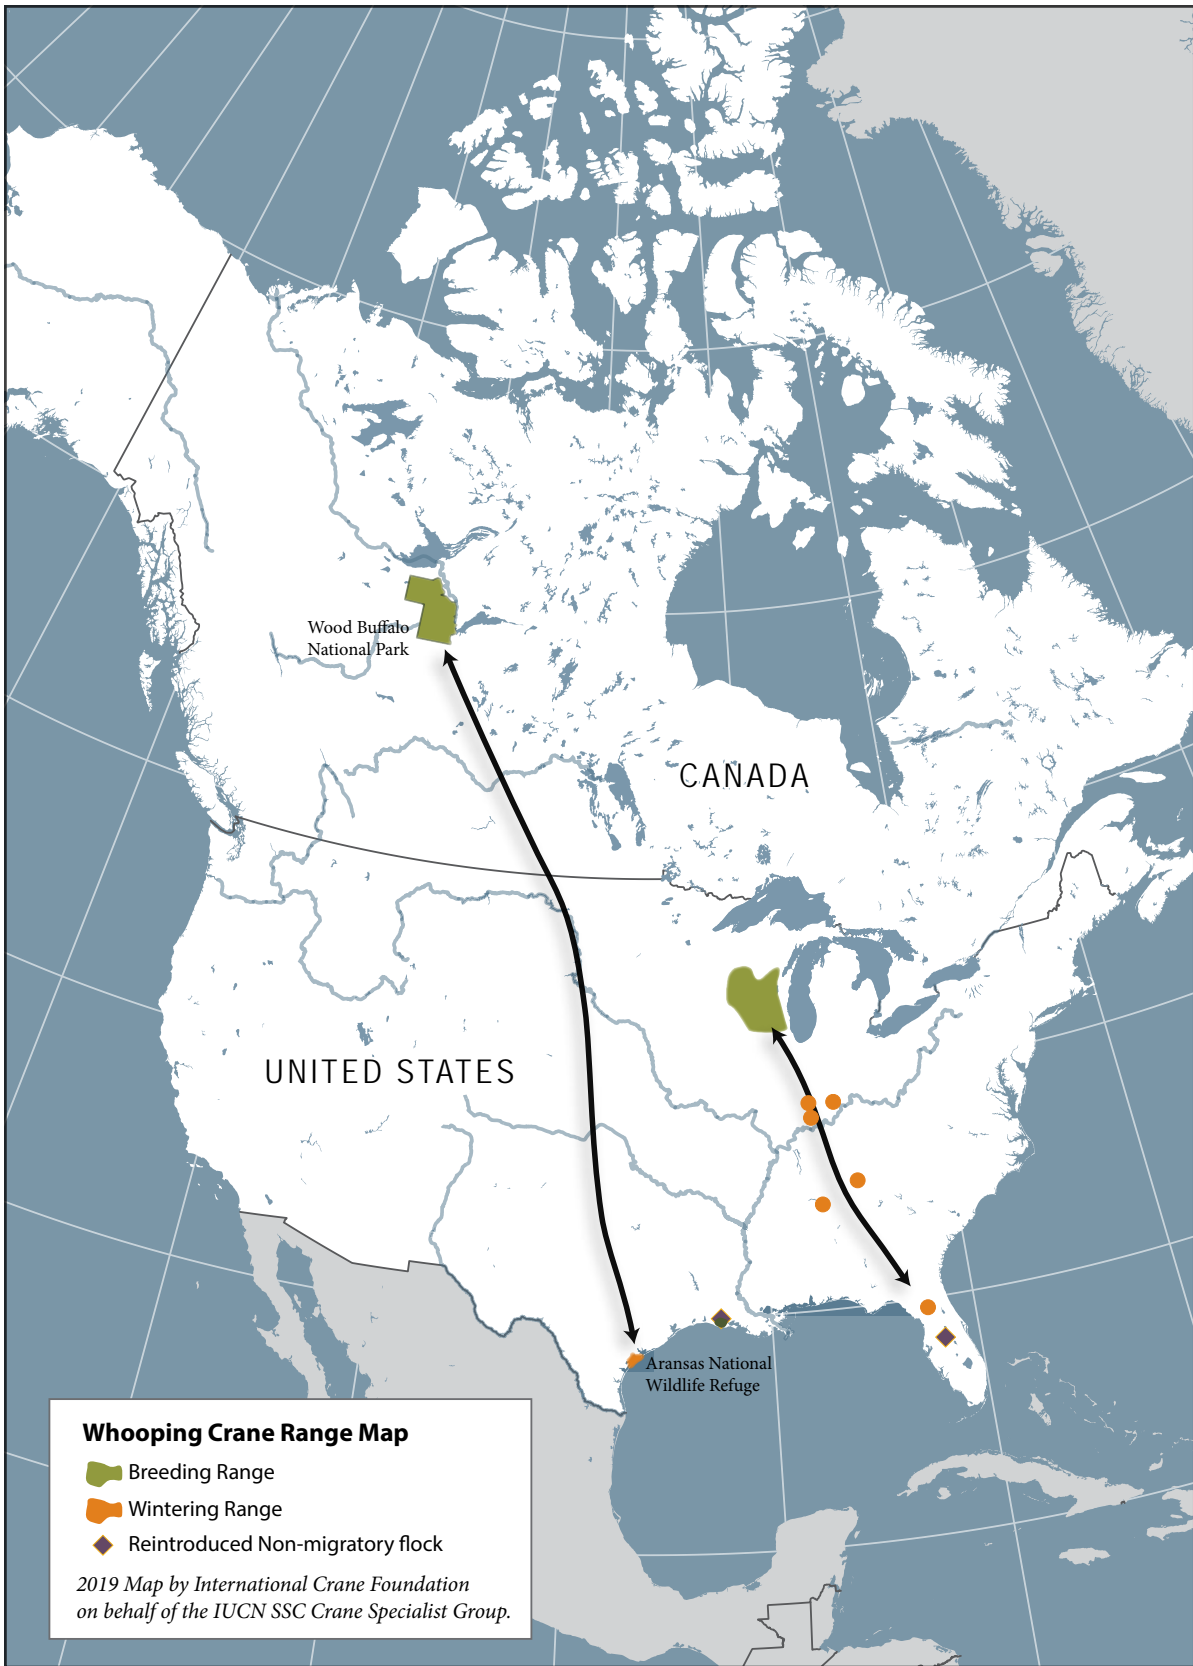 Wood Buffalo
National Park
CANADA
UNITED STATES
Aransas National
Wildlife Refuge
Whooping Crane Range Map
Breeding Range
Wintering Range
Reintroduced Non-migratory flock
2019 Map by International Crane Foundation
on behalf of the IUCN SSC Crane Specialist Group.